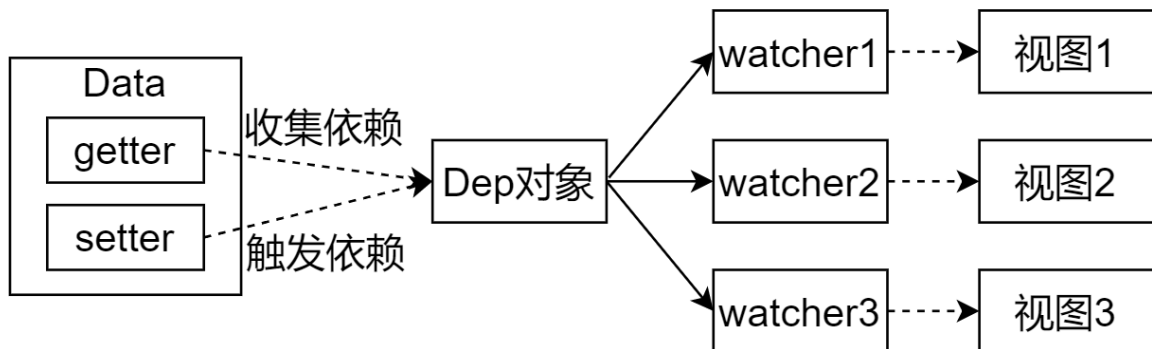 Data
getter
setter
收集依赖
触发依赖
Dep对象
watcher1
视图1
watcher2
视图2
watcher3
视图3